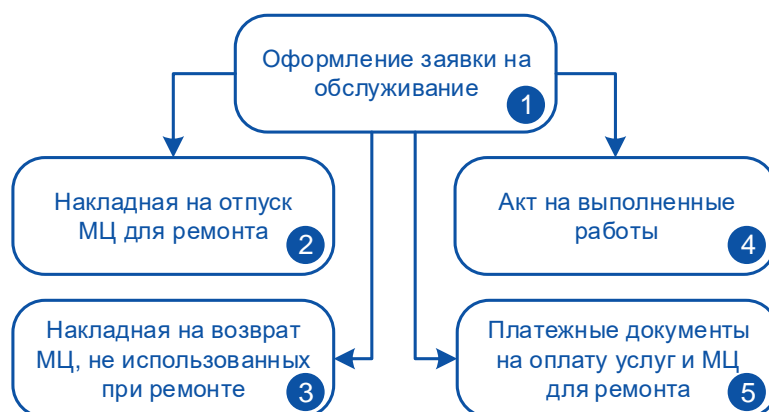 Оформление заявки на
обслуживание
1
Накладная на отпуск
МЦ для ремонта
2
Накладная на возврат
МЦ, не использованных
при ремонте
3
Акт на выполненные
работы
4
Платежные документы
на оплату услуг и МЦ
для ремонта
5